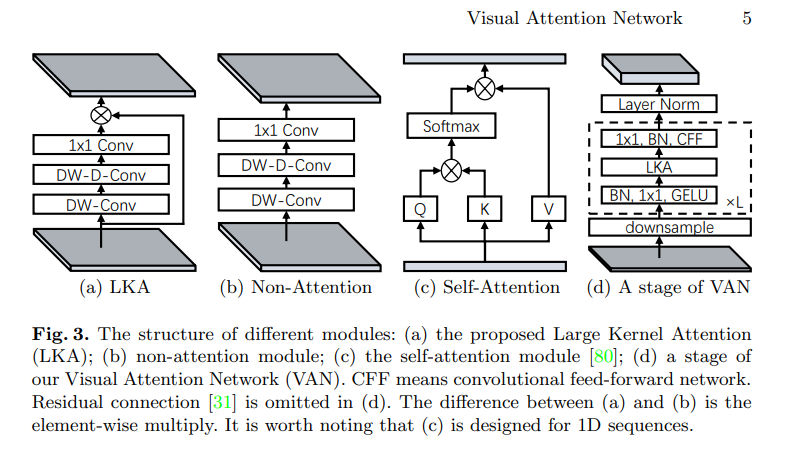 Visual Attention Network 5
1x1 Conv
DW-D-Conv
DW-Conv
(a) LKA
1x1 Conv
DW-D-Conv
DW-Conv
(b) Non-Attention
Softmax
Q K V
(c) Self-Attention
Layer Norm
1x1, BN, CFF
LKA
BN, 1x1, GELU
×L
downsample
(d) A stage of VAN
Fig. 3. The structure of different modules: (a) the proposed Large Kernel Attention
(LKA); (b) non-attention module; (c) the self-attention module [80]; (d) a stage of
our Visual Attention Network (VAN). CFF means convolutional feed-forward network.
Residual connection [31] is omitted in (d). The difference between (a) and (b) is the
element-wise multiply. It is worth noting that (c) is designed for 1D sequences.